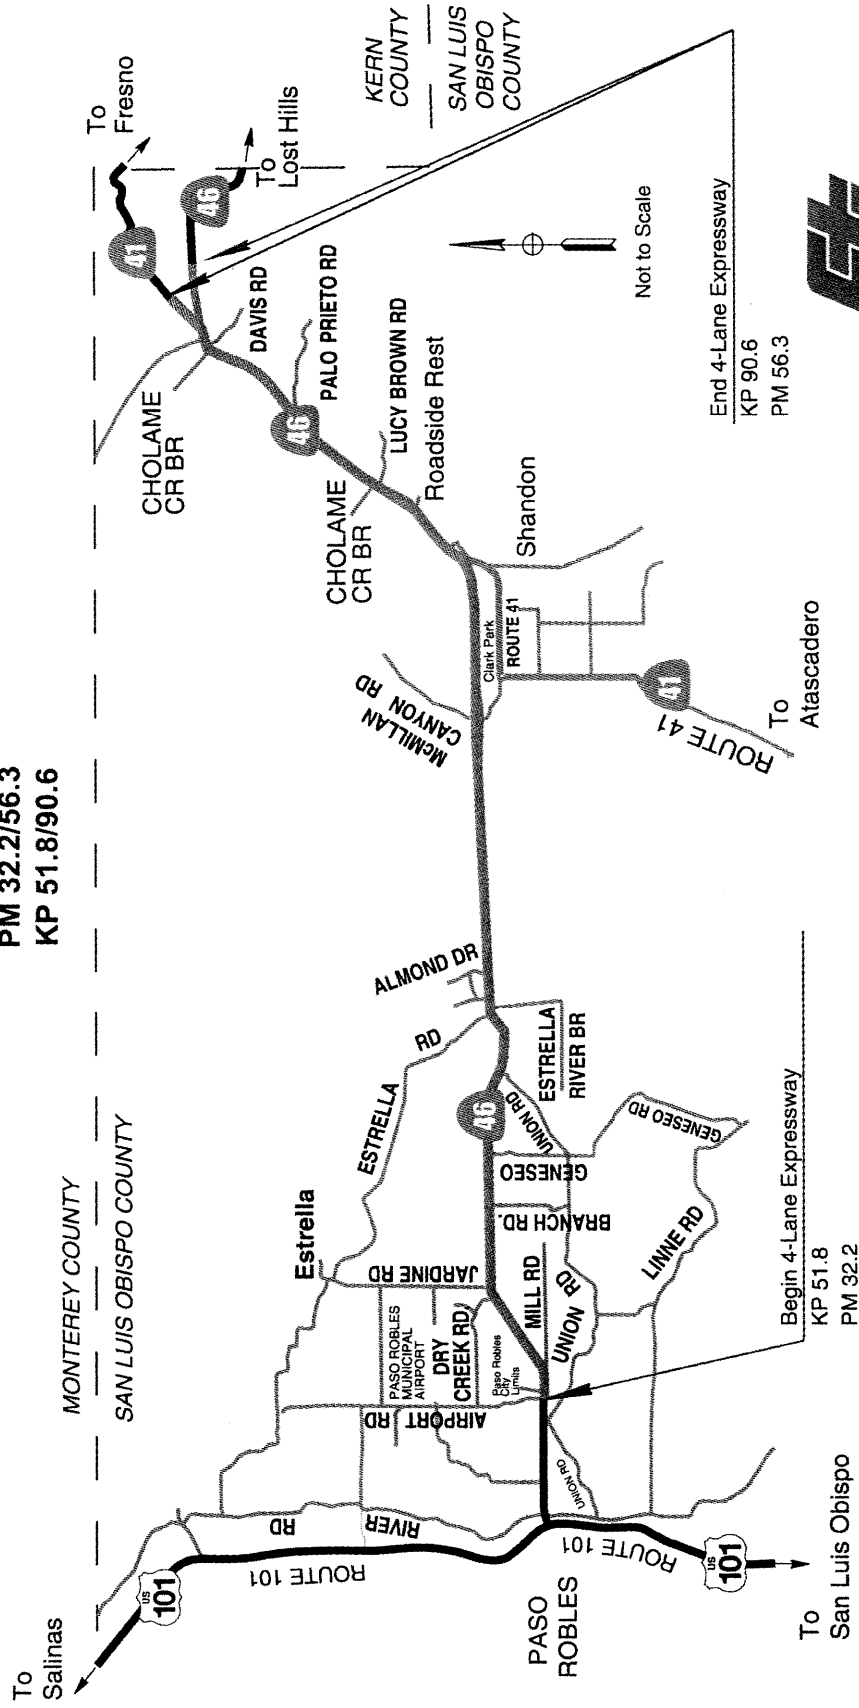 PM 32.2/56.3
KP 51.8/90.6
MONTEREY COUNTY
SAN LUIS OBISPO COUNTY
KERN
COUNTY
SAN LUIS
OBISPO
COUNTY
To
Salinas
US
101
ROUTE 101
RIVER
RD
PASO
ROBLES
ROUTE 101
US
101
To
San Luis Obispo
UNION RD
AIRPORT RD
PASO ROBLES
MUNICIPAL
AIRPORT
DRY
CREEK RD
Paso Robles
City
Limits
JARDINE RD
Estrella
ESTRELLA
RD
MILL RD
UNION RD
BRANCH RD.
GENESEO
UNION RD
LINNE RD
GENESEO RD
46
ESTRELLA
RIVER BR
ALMOND DR
Begin 4-Lane Expressway
KP 51.8
PM 32.2
McMILLAN
CANYON RD
Clark Park
ROUTE 41
41
ROUTE 41
To
Atascadero
Shandon
Roadside Rest
CHOLAME
CR BR
LUCY BROWN RD
46
PALO PRIETO RD
CHOLAME
CR BR
DAVIS RD
41
To
Fresno
46
To
Lost Hills
Not to Scale
End 4-Lane Expressway
KP 90.6
PM 56.3